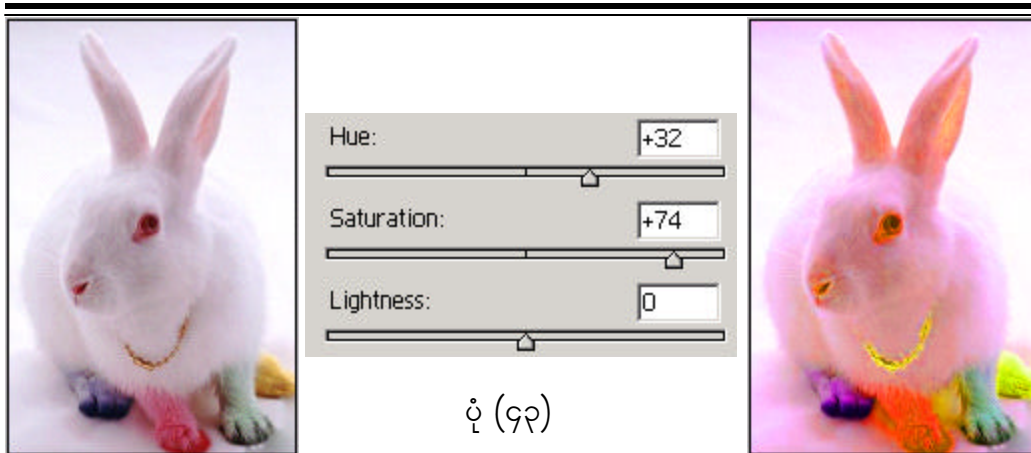 Hue:
+32
Saturation:
+74
Lightness:
0
ပုံ (၄၃)